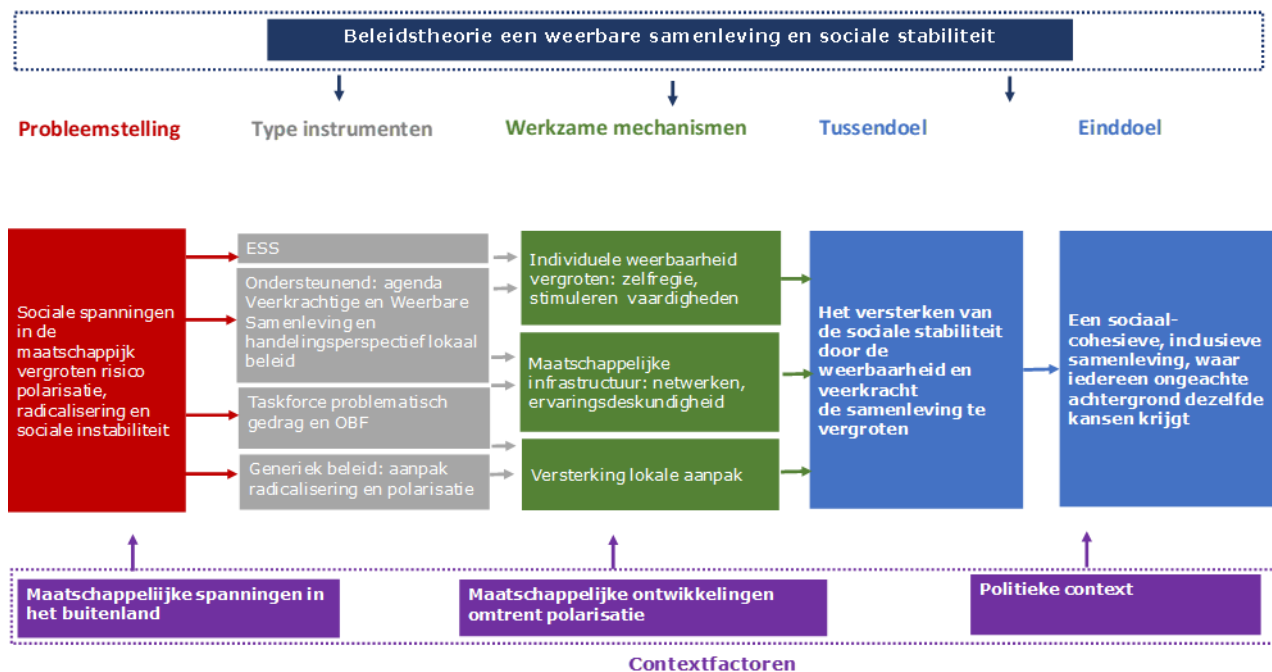 Beleidstheorie een weerbare samenleving en sociale stabiliteit
Probleemstelling
Type instrumenten
Werkzame mechanismen
Tussendoel
Einddoel
Sociale spanningen
in de
maatschappijk
vergroten risico
polarisatie,
radicalisering en
sociale instabiliteit
ESS
Ondersteunend: agenda
Veerkrachtige en Weerbare
Samenleving en
handelingsperspectief lokaal
beleid
Taskforce problematisch
gedrag en OBF
Generiek beleid: aanpak
radicalisering en polarisatie
Individuele weerbaarheid
vergroten: zelfregie,
stimuleren vaardigheden
Maatschappelijke
infrastructuur: netwerken,
ervaringsdeskundigheid
Versterking lokale aanpak
Het versterken van
de sociale stabiliteit
door de
weerbaarheid en
veerkracht
de samenleving te
vergroten
Een sociaal-
cohesieve, inclusieve
samenleving, waar
iedereen ongeachte
achtergrond dezelfde
kansen krijgt
Maatschappeliijke spanningen in
het buitenland
Maatschappelijke ontwikkelingen
omtrent polarisatie
Politieke context
Contextfactoren